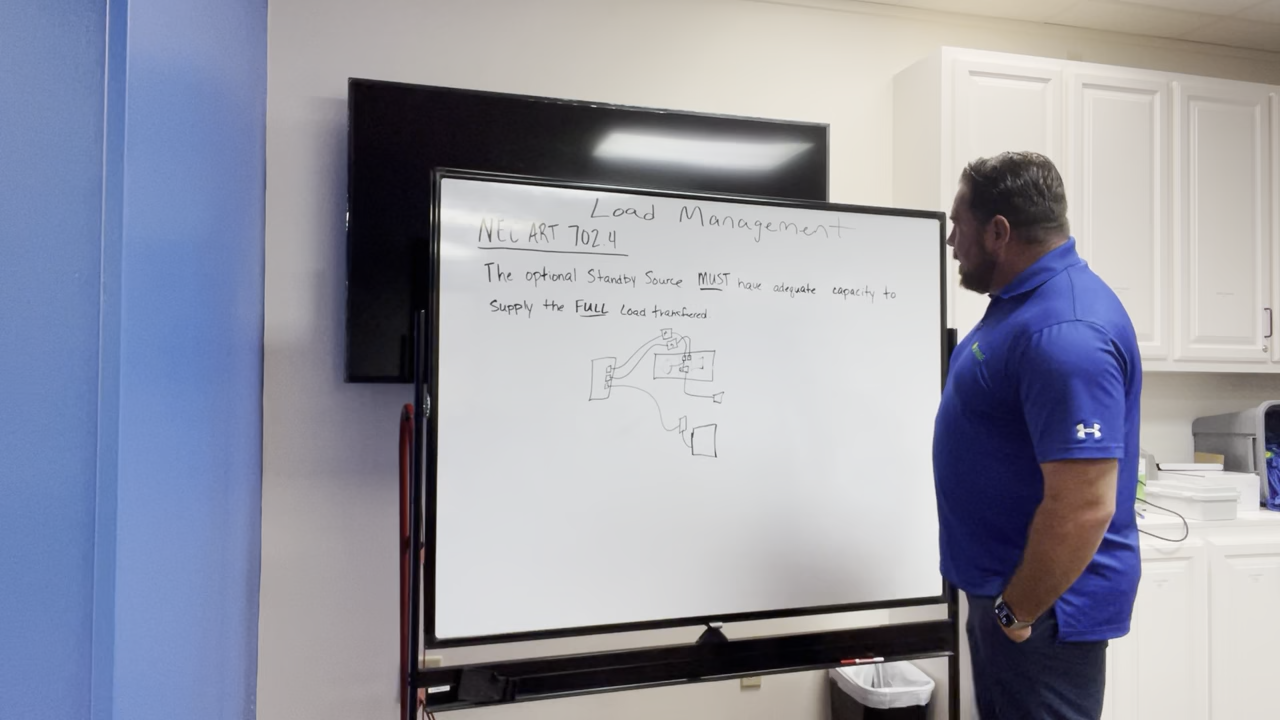 Load Management
NEC ART 702.4
The optional Standby Source MUST have adequate capacity to
Supply the FULL Load transferred.